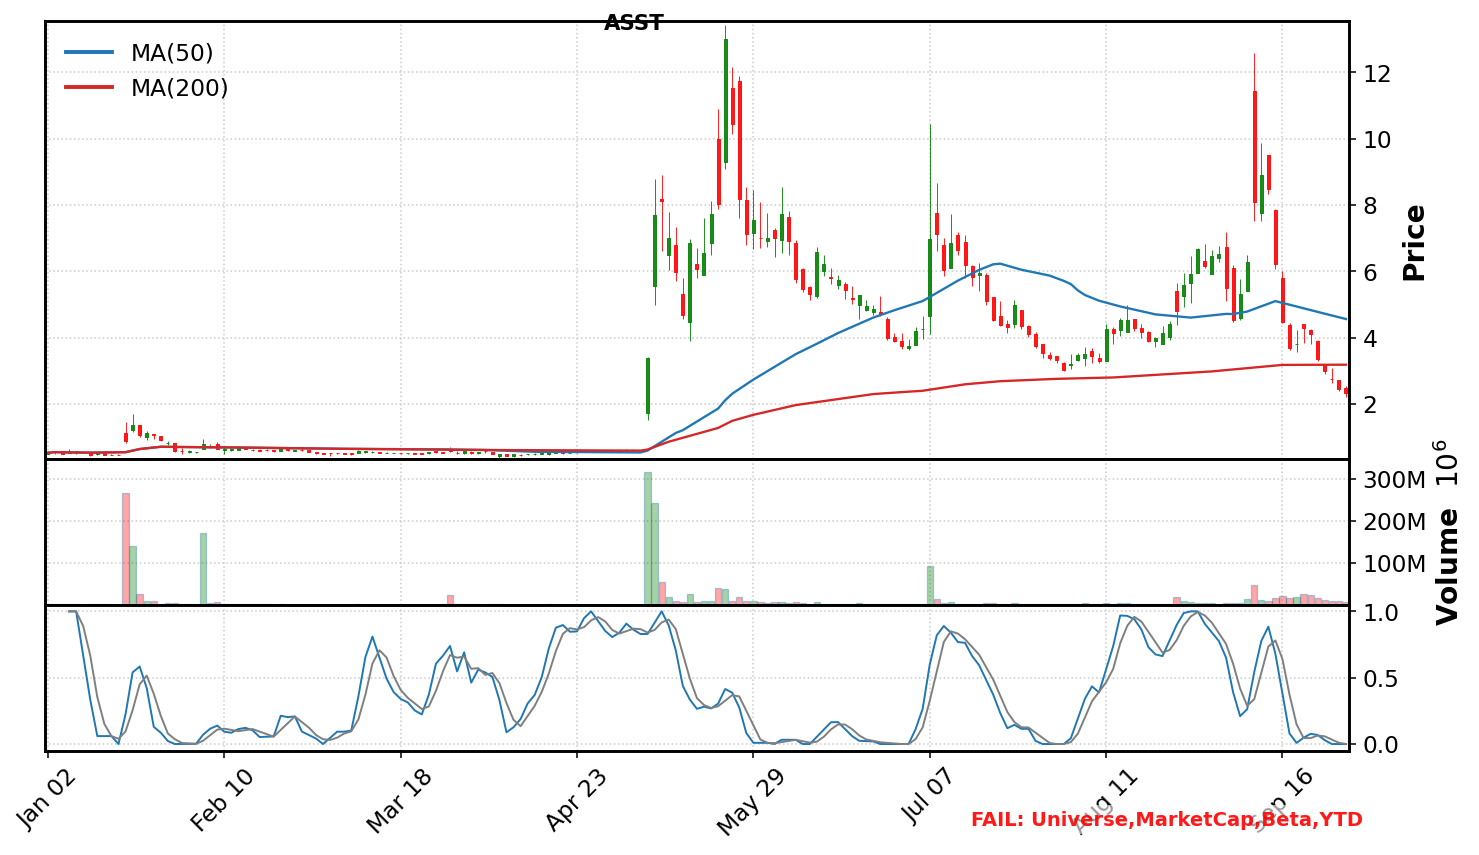 ASST
MA(50)
MA(200)
12
10
8
6
4
2
Price
300M
200M
100M
Volume 10^6
1.0
0.5
0.0
Jan 02
Feb 10
Mar 18
Apr 23
May 29
Jul 07
Aug 11
Sep 16
FAIL: Universe,MarketCap,Beta,YTD